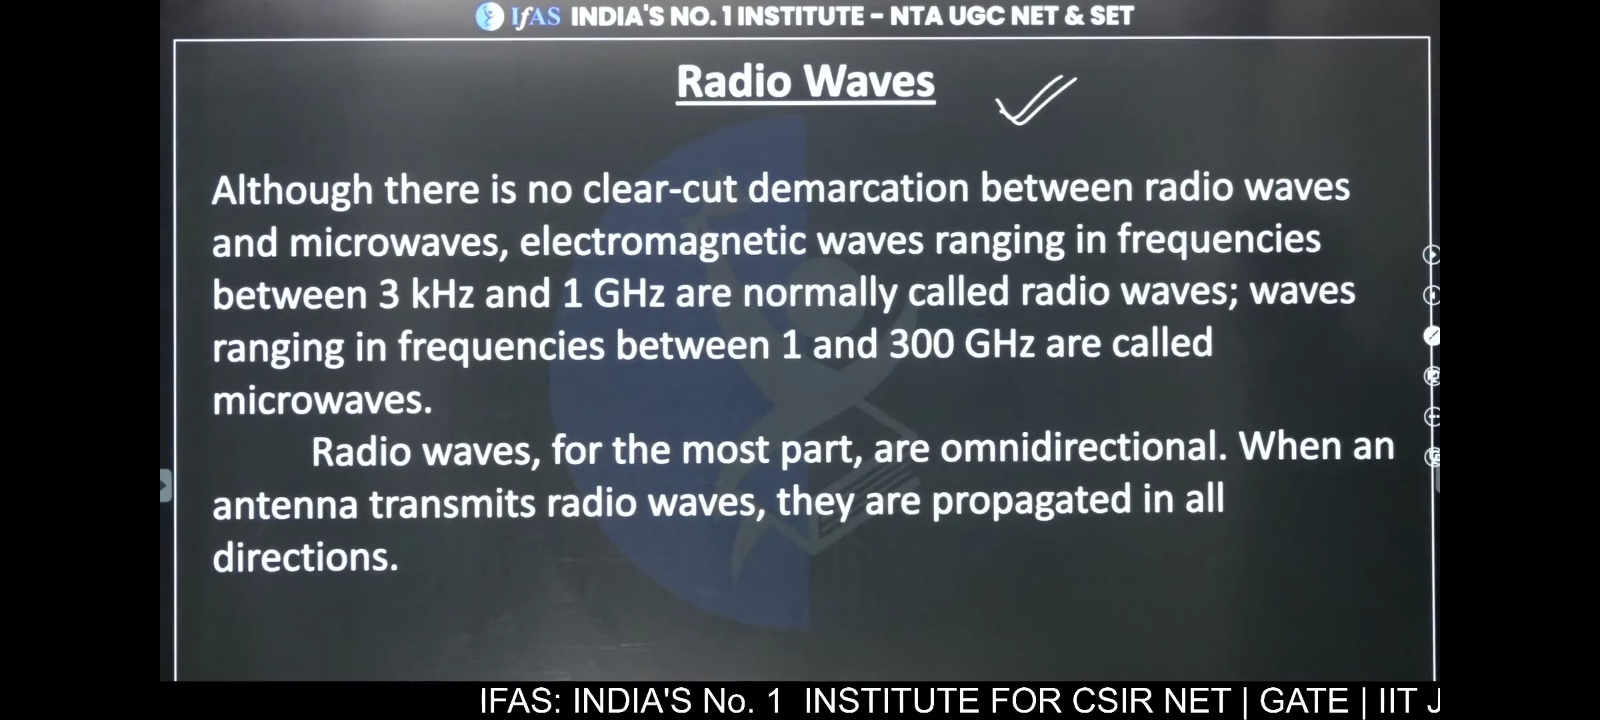 IfAS INDIA'S NO. 1 INSTITUTE – NTA UGC NET & SET
Radio Waves
Although there is no clear-cut demarcation between radio waves
and microwaves, electromagnetic waves ranging in frequencies
between 3 kHz and 1 GHz are normally called radio waves; waves
ranging in frequencies between 1 and 300 GHz are called
microwaves.
Radio waves, for the most part, are omnidirectional. When an
antenna transmits radio waves, they are propagated in all
directions.
IFAS: INDIA'S No. 1 INSTITUTE FOR CSIR NET | GATE | IIT J